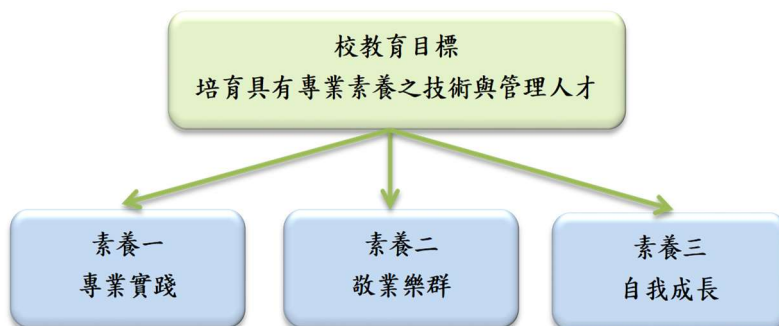 校教育目標
培育具有專業素養之技術與管理人才
素養一
專業實踐
素養二
敬業樂群
素養三
自我成長